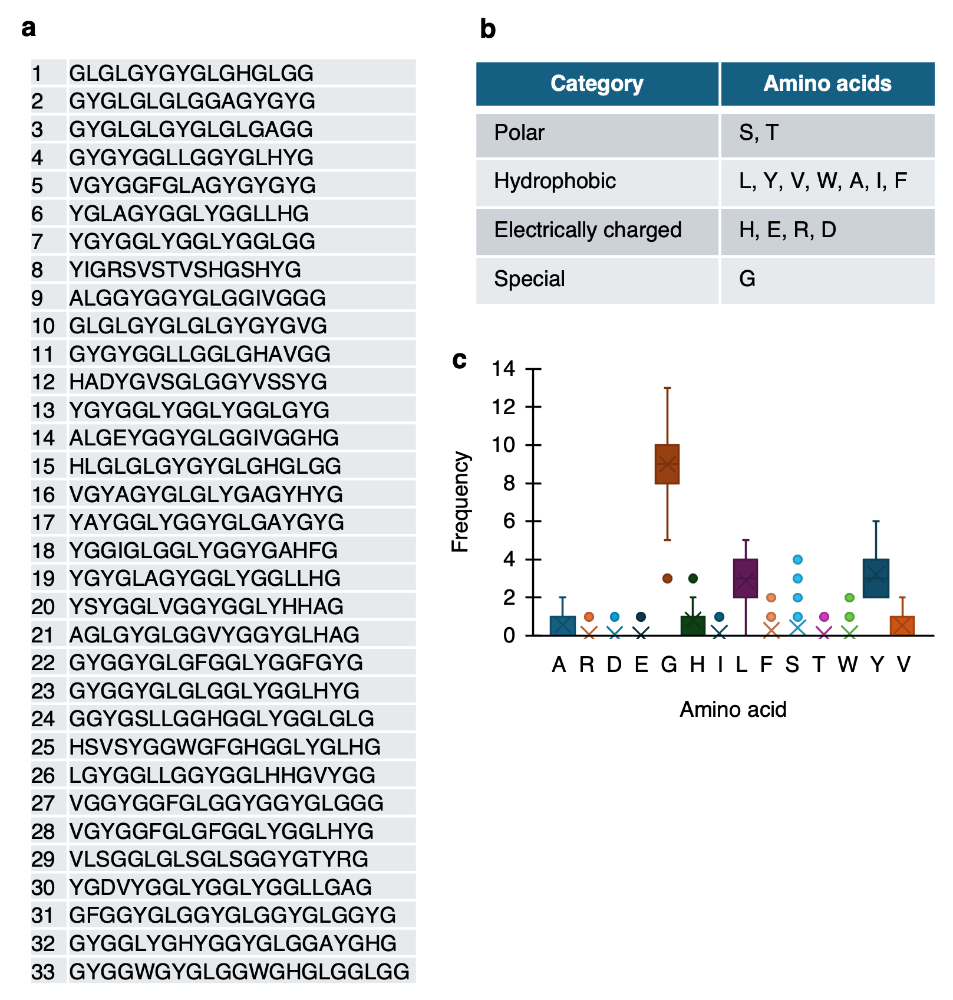 a
1 GLGLGYGYGLGHGLGG
2 GYGLGLGLGGAGYGYG
3 GYGLGLGYGLGLGAGG
4 GYGYGGLLGGYGLHYG
5 VGYGGFGLAGYGYGYG
6 YGLAGYGGLYGGLLHG
7 YGYGGLYGGLYGGLGG
8 YIGRSVSTVSHGSHYG
9 ALGGYGGYGLGGIVGGG
10 GLGLGYGLGLGYGYGVG
11 GYGYGGLLGGLGHAVGG
12 HADYGVSGLGGYVSSYG
13 YGYGGLYGGLYGGLGYG
14 ALGEYGGYGLGGIVGGHG
15 HLGLGLGYGYGLGHGLGG
16 VGYAGYGLGLYGAGYHYG
17 YAYGGLYGGYGLGAYGYG
18 YGGIGLGGLYGGYGAHFG
19 YGYGLAGYGGLYGGLLHG
20 YSYGGLVGGYGGLYHHAG
21 AGLGYGLGGVYGGYGLHAG
22 GYGGYGLGFGGLYGGFGYG
23 GYGGYGLGLGGLYGGLHYG
24 GGYGSLLGGHGGLYGGLGLG
25 HSVSYGGWGFGHGGLYGLHG
26 LGYGGLLGGYGGLHHGVYGG
27 VGGYGGFGLGGYGGYGLGGG
28 VGYGGFGLGFGGLYGGLHYG
29 VLSGGLGLSGLSGGYGTYRG
30 YGDVYGGLYGGLYGGLLGAG
31 GFGGYGLGGYGLGGYGLGGYG
32 GYGGLYGHYGGYGLGGAYGHG
33 GYGGWGYGLGGWGHGLGGLGG
b
Category Amino acids
Polar S, T
Hydrophobic L, Y, V, W, A, I, F
Electrically charged H, E, R, D
Special G
c
14
12
10
8
6
4
2
0
Frequency
A R D E G H I L F S T W Y V
Amino acid